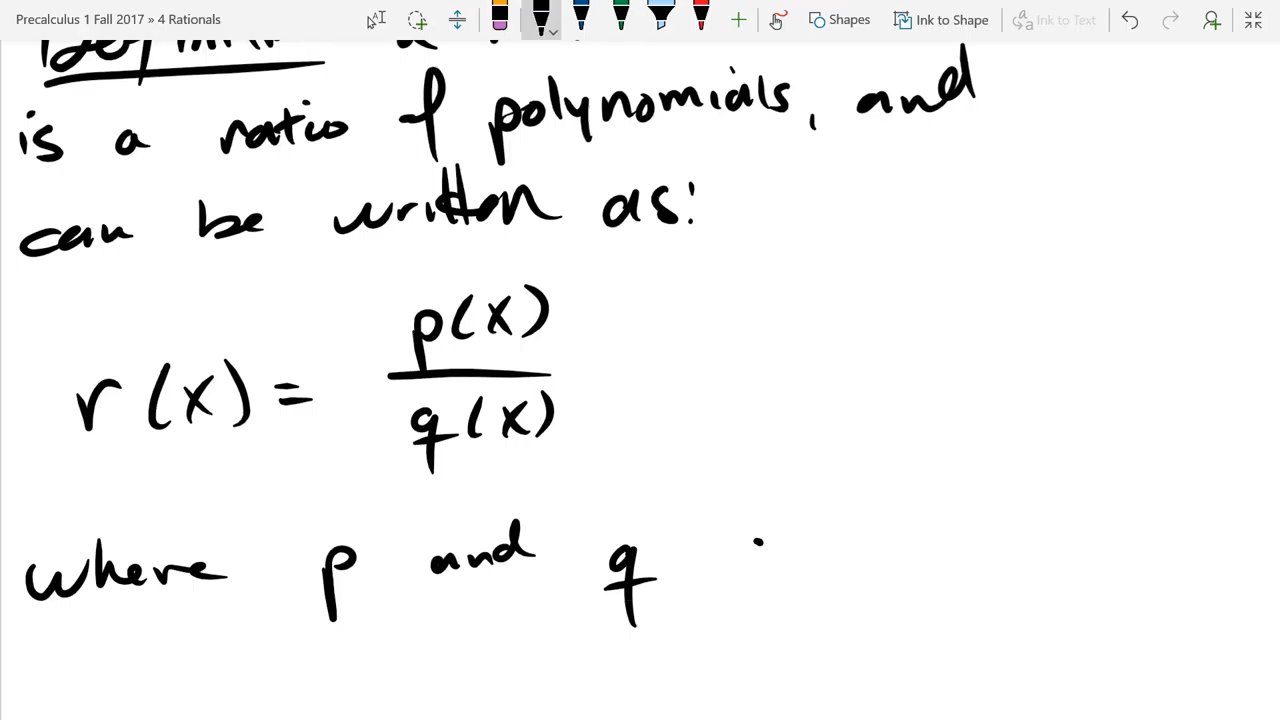 Precalculus 1 Fall 2017 » 4 Rationals
Shapes
Ink to Shape
Ink to Text
is a ratio of polynomials, and
can be written as:
r(x) = p(x)/q(x)
where p and q